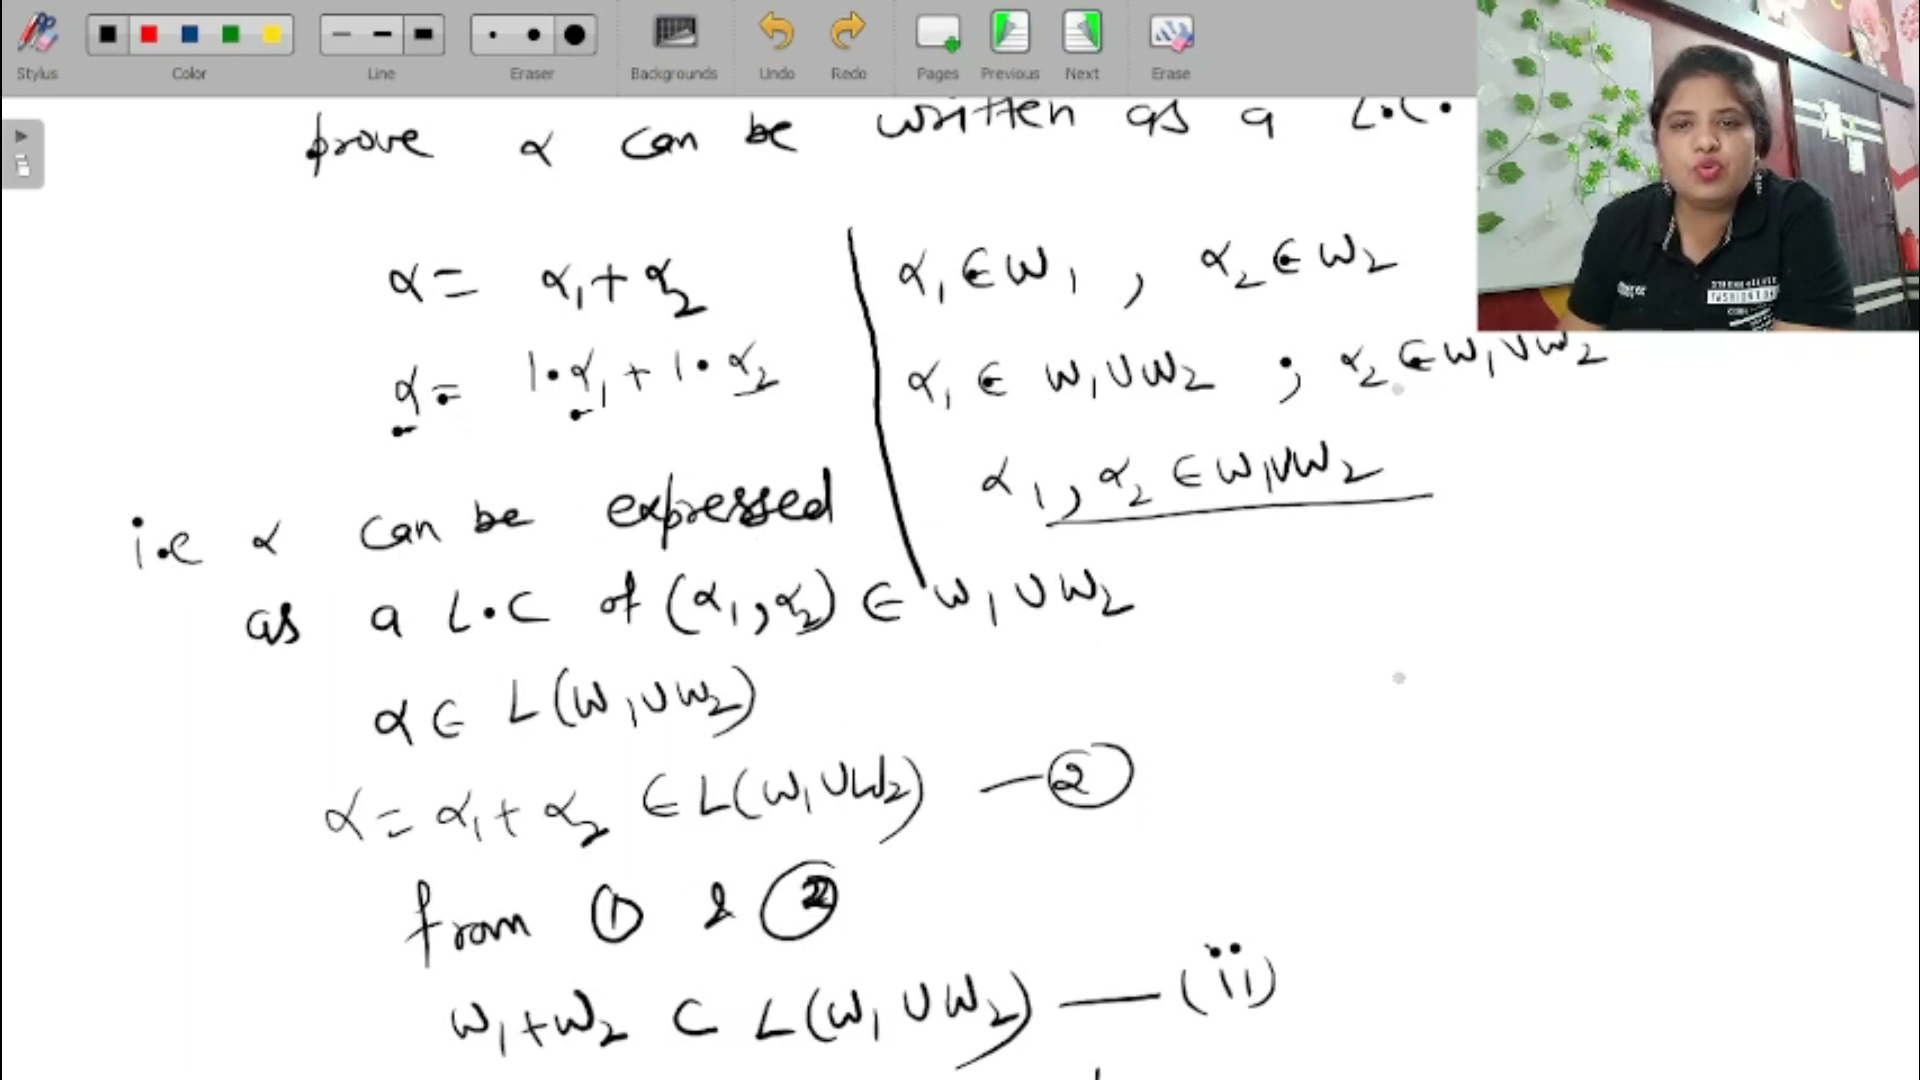 Stylus Color Line Eraser Backgrounds Undo Redo Pages Previous Next Erase
prove α can be written as a L.C.
α = α₁ + α₂
α₁ ∈ W₁ , α₂ ∈ W₂
α = 1·α₁ + 1·α₂
α₁ ∈ W₁∪W₂ ; α₂ ∈ W₁∪W₂
α₁, α₂ ∈ W₁∪W₂
i.e α can be expressed
as a L.C of (α₁, α₂) ∈ W₁∪W₂
α ∈ L(W₁∪W₂)
α = α₁ + α₂ ∈ L(W₁∪W₂) — ②
from ① & ②
W₁+W₂ ⊂ L(W₁∪W₂) — (ii)